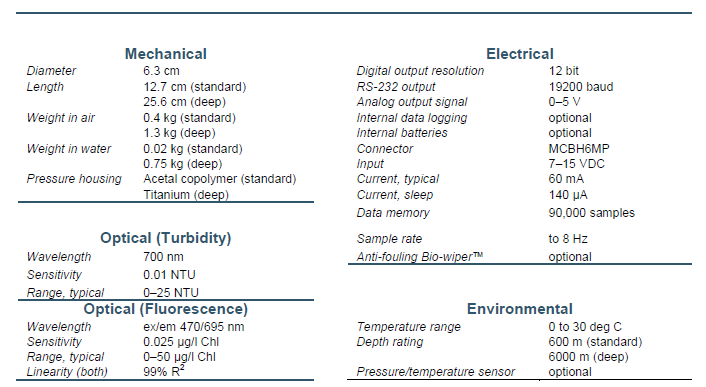 Mechanical
Diameter 6.3 cm
Length 12.7 cm (standard)
25.6 cm (deep)
Weight in air 0.4 kg (standard)
1.3 kg (deep)
Weight in water 0.02 kg (standard)
0.75 kg (deep)
Pressure housing Acetal copolymer (standard)
Titanium (deep)
Optical (Turbidity)
Wavelength 700 nm
Sensitivity 0.01 NTU
Range, typical 0–25 NTU
Optical (Fluorescence)
Wavelength ex/em 470/695 nm
Sensitivity 0.025 µg/l Chl
Range, typical 0–50 µg/l Chl
Linearity (both) 99% R²
Electrical
Digital output resolution 12 bit
RS-232 output 19200 baud
Analog output signal 0–5 V
Internal data logging optional
Internal batteries optional
Connector MCBH6MP
Input 7–15 VDC
Current, typical 60 mA
Current, sleep 140 µA
Data memory 90,000 samples
Sample rate to 8 Hz
Anti-fouling Bio-wiper™ optional
Environmental
Temperature range 0 to 30 deg C
Depth rating 600 m (standard)
6000 m (deep)
Pressure/temperature sensor optional